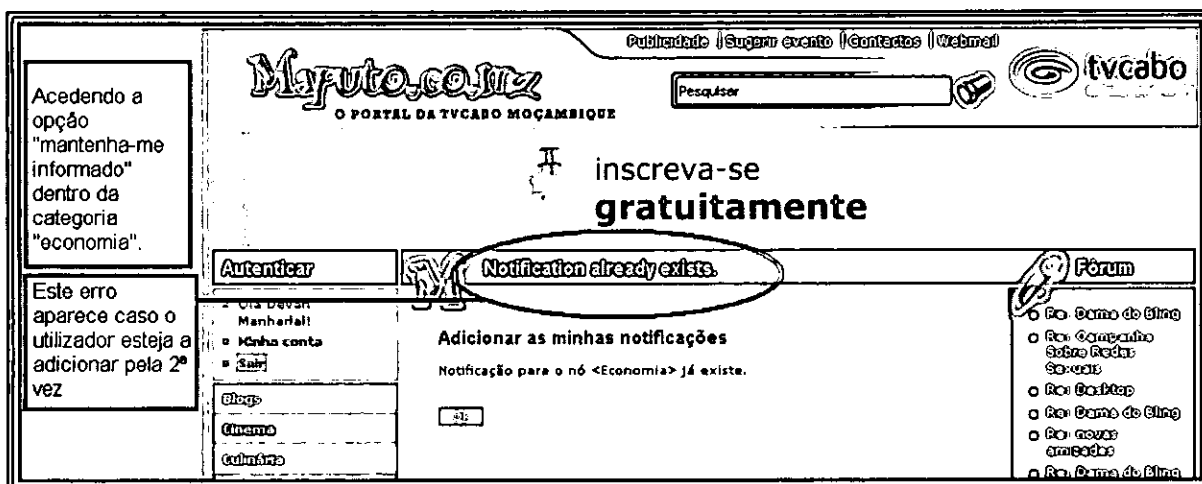 Publicidade | Sugerir evento | Contactos | Webmail
Maputo.co.mz
O PORTAL DA TVCABO MOÇAMBIQUE
Pesquisar
tvcabo
Acedendo a
opção
"mantenha-me
informado"
dentro da
categoria
"economia".
inscreva-se
gratuitamente
Este erro
aparece caso o
utilizador esteja a
adicionar pela 2ª
vez
Autenticar
Olá Devan
Manharlal!
Minha conta
Sair
Blogs
Cinema
Culinária
Notification already exists.
Adicionar as minhas notificações
Notificação para o nó <Economia> já existe.
Fórum
Re: Dama do Bling
Re: Campanha
Sobre Redes
Sexuais
Re: Desktop
Re: Dama do Bling
Re: novas
amizades
Re: Dama do Bling